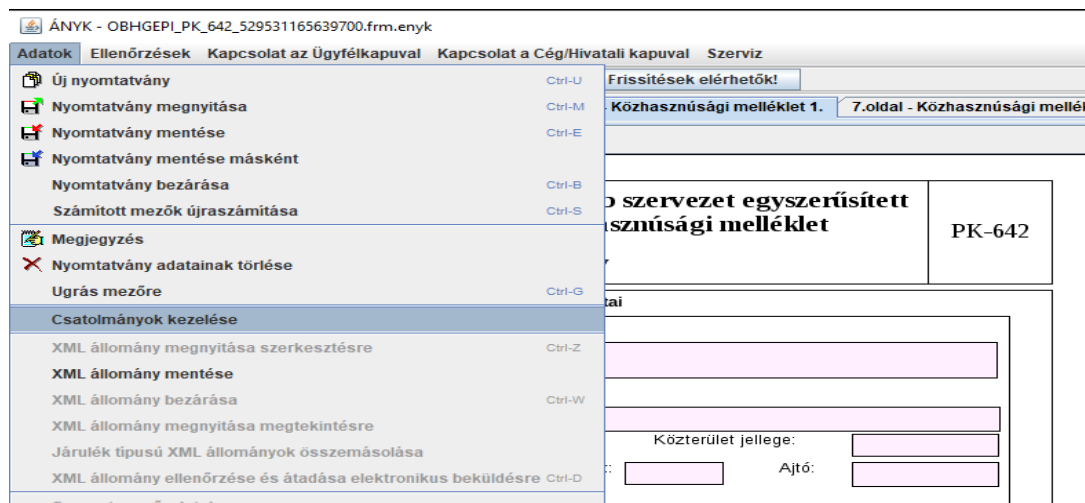 ÁNYK - OBHGEPI_PK_642_529531165639700.frm.enyk
Adatok Ellenőrzések Kapcsolat az Ügyfélkapuval Kapcsolat a Cég/Hivatali kapuval Szerviz
Új nyomtatvány Ctrl-U
Frissítések elérhetők!
Nyomtatvány megnyitása Ctrl-M
Közhasznúsági melléklet 1. 7.oldal - Közhasznúsági mellék
Nyomtatvány mentése Ctrl-E
Nyomtatvány mentése másként
Nyomtatvány bezárása Ctrl-B
Számított mezők újraszámítása Ctrl-S
szervezet egyszerűsített
sznúsági melléklet
PK-642
Megjegyzés
Nyomtatvány adatainak törlése
Ugrás mezőre Ctrl-G
tai
Csatolmányok kezelése
XML állomány megnyitása szerkesztésre Ctrl-Z
XML állomány mentése
XML állomány bezárása Ctrl-W
XML állomány megnyitása megtekintésre
Közterület jellege:
Járulék típusú XML állományok összemásolása
XML állomány ellenőrzése és átadása elektronikus beküldésre Ctrl-D
Ajtó: